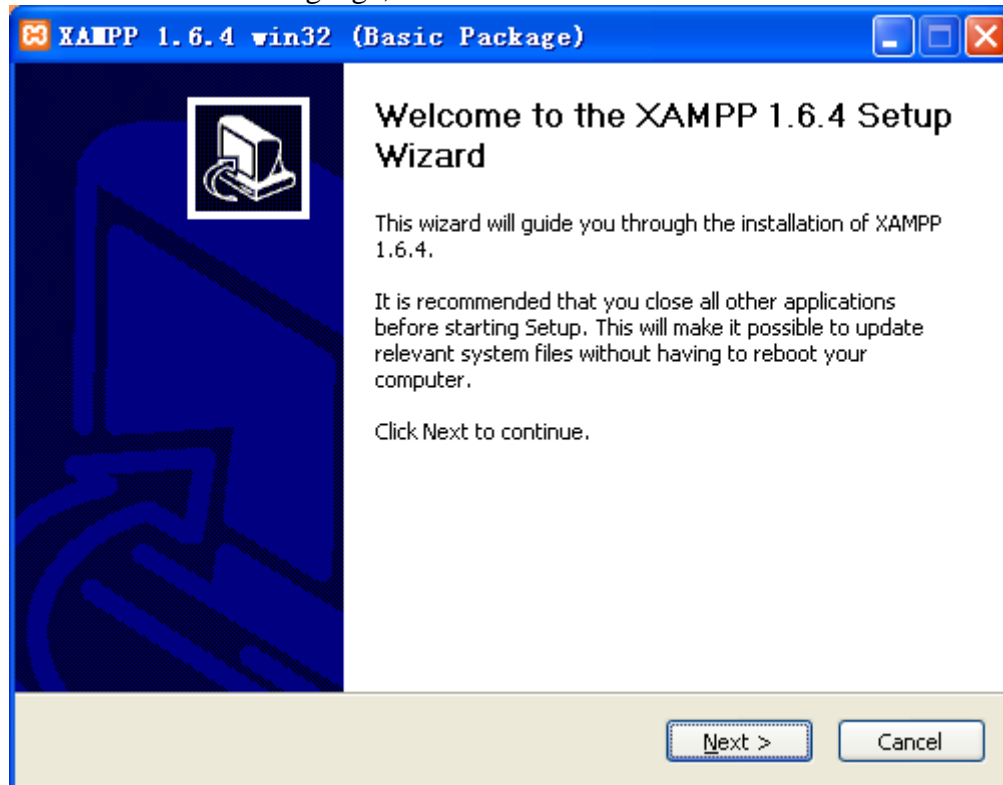 XAMPP 1.6.4 win32 (Basic Package)
Welcome to the XAMPP 1.6.4 Setup
Wizard
This wizard will guide you through the installation of XAMPP
1.6.4.
It is recommended that you close all other applications
before starting Setup. This will make it possible to update
relevant system files without having to reboot your
computer.
Click Next to continue.
Next >
Cancel